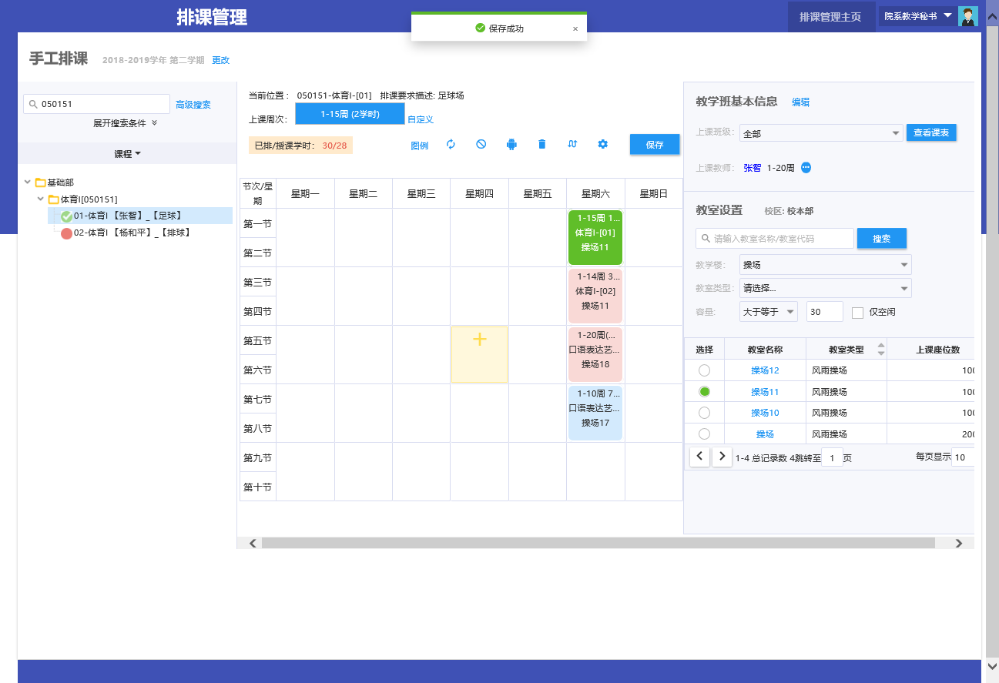 排课管理
保存成功
×
排课管理主页
院系教学秘书
手工排课
2018-2019学年 第二学期 更改
050151
高级搜索
展开搜索条件
课程
基础部
体育I[050151]
01-体育I 【张智】_【足球】
02-体育I 【杨和平】_【排球】
当前位置： 050151-体育I-[01] 排课要求描述: 足球场
上课周次: 1-15周 (2学时) 自定义
已排/授课学时: 30/28
图例
保存
节次/星期 星期一 星期二 星期三 星期四 星期五 星期六 星期日
第一节
第二节
第三节
第四节
第五节
第六节
第七节
第八节
第九节
第十节
1-15周 1...
体育I-[01]
操场11
1-14周 3...
体育I-[02]
操场11
1-20周(...
口语表达艺...
操场18
1-10周 7...
口语表达艺...
操场17
教学班基本信息 编辑
上课班级: 全部 查看课表
上课教师: 张智 1-20周
教室设置 校区: 校本部
请输入教室名称/教室代码 搜索
教学楼: 操场
教室类型: 请选择...
容量: 大于等于 30 仅空闲
选择 教室名称 教室类型 上课座位数
操场12 风雨操场 100
操场11 风雨操场 100
操场10 风雨操场 100
操场 风雨操场 200
1-4 总记录数 4跳转至 1 页 每页显示 10